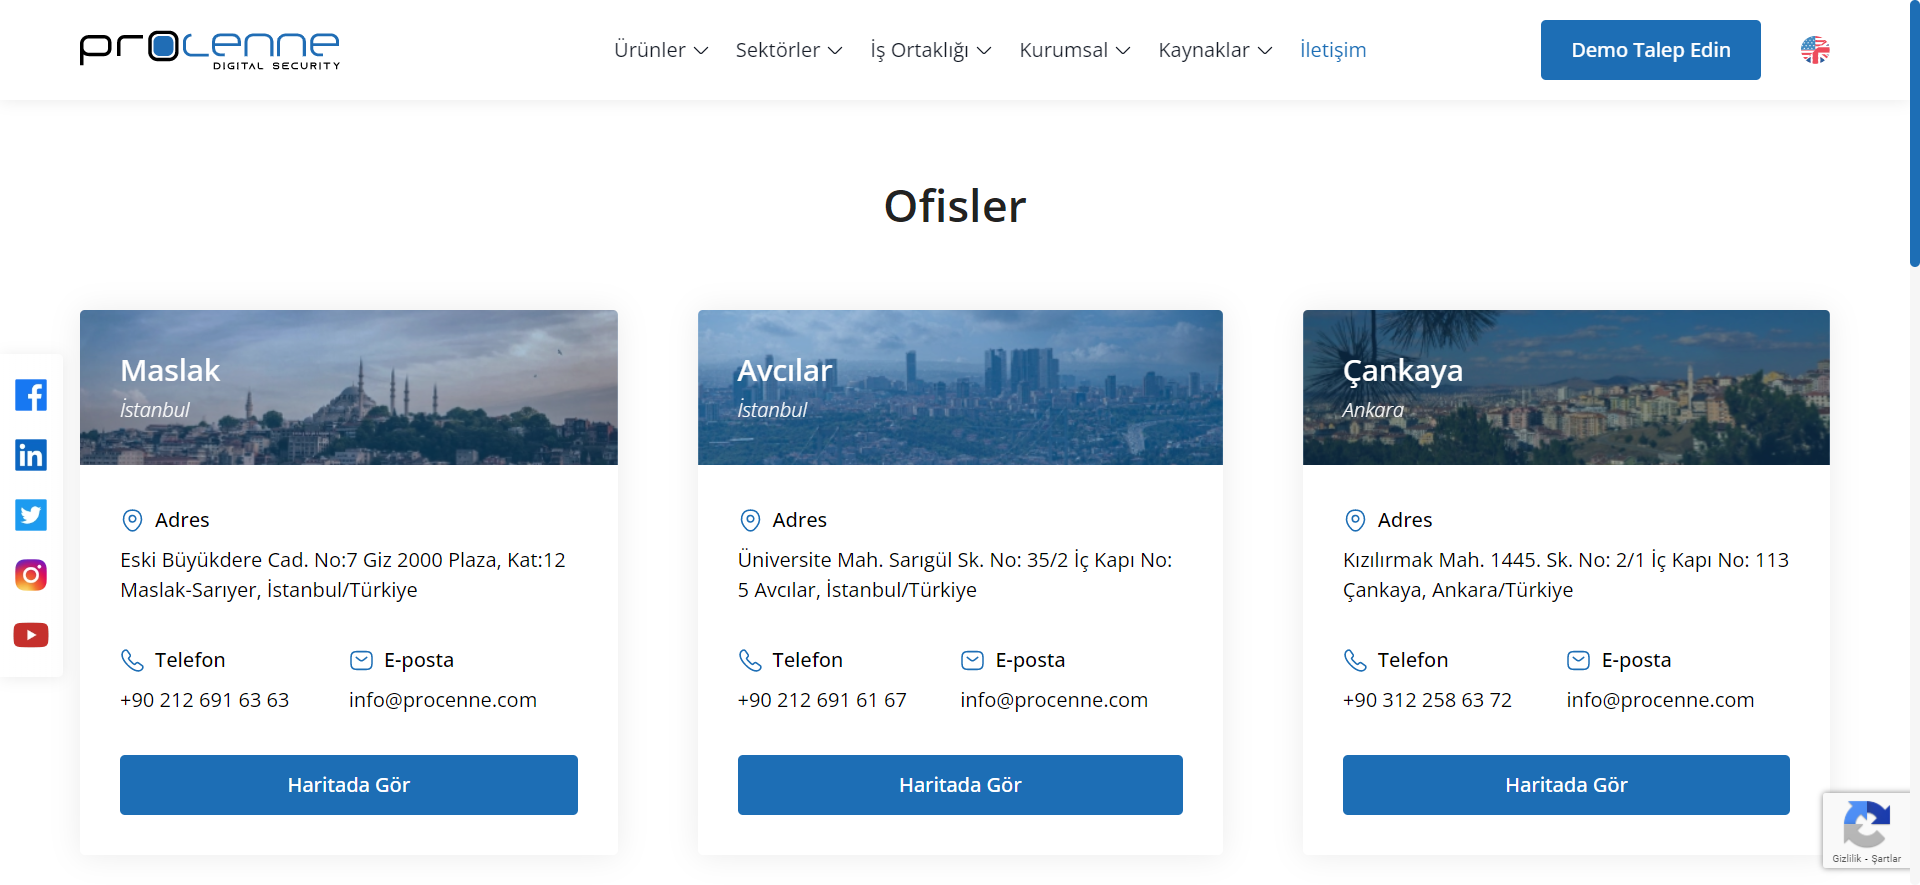 procenne
DIGITAL SECURITY
Ürünler
Sektörler
İş Ortaklığı
Kurumsal
Kaynaklar
İletişim
Demo Talep Edin
Ofisler
Maslak
İstanbul
Adres
Eski Büyükdere Cad. No:7 Giz 2000 Plaza, Kat:12
Maslak-Sarıyer, İstanbul/Türkiye
Telefon
+90 212 691 63 63
E-posta
info@procenne.com
Haritada Gör
Avcılar
İstanbul
Adres
Üniversite Mah. Sarıgül Sk. No: 35/2 İç Kapı No:
5 Avcılar, İstanbul/Türkiye
Telefon
+90 212 691 61 67
E-posta
info@procenne.com
Haritada Gör
Çankaya
Ankara
Adres
Kızılırmak Mah. 1445. Sk. No: 2/1 İç Kapı No: 113
Çankaya, Ankara/Türkiye
Telefon
+90 312 258 63 72
E-posta
info@procenne.com
Haritada Gör
Gizlilik - Şartlar